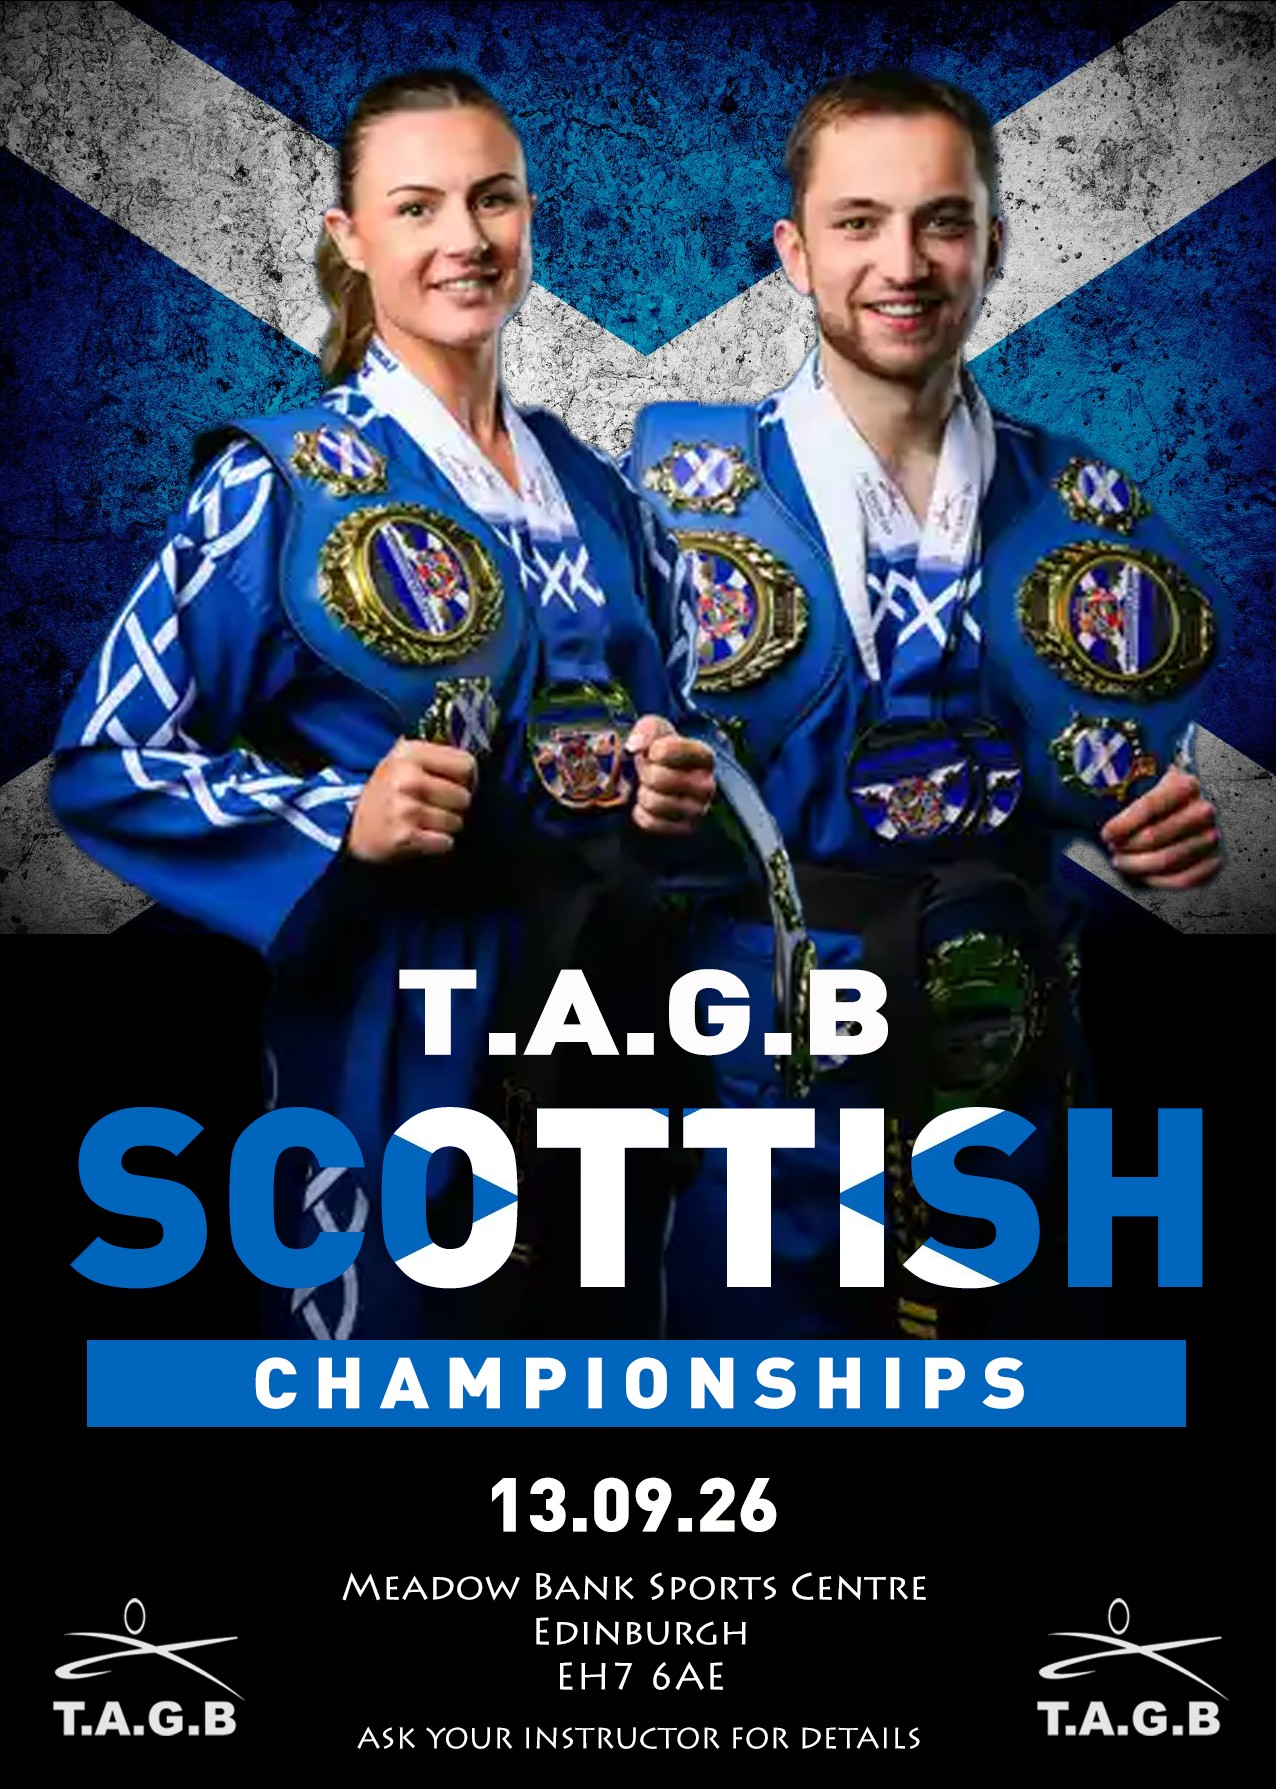 T.A.G.B
SCOTTISH
CHAMPIONSHIPS
13.09.26
MEADOW BANK SPORTS CENTRE
EDINBURGH
EH7 6AE
ASK YOUR INSTRUCTOR FOR DETAILS
T.A.G.B
T.A.G.B